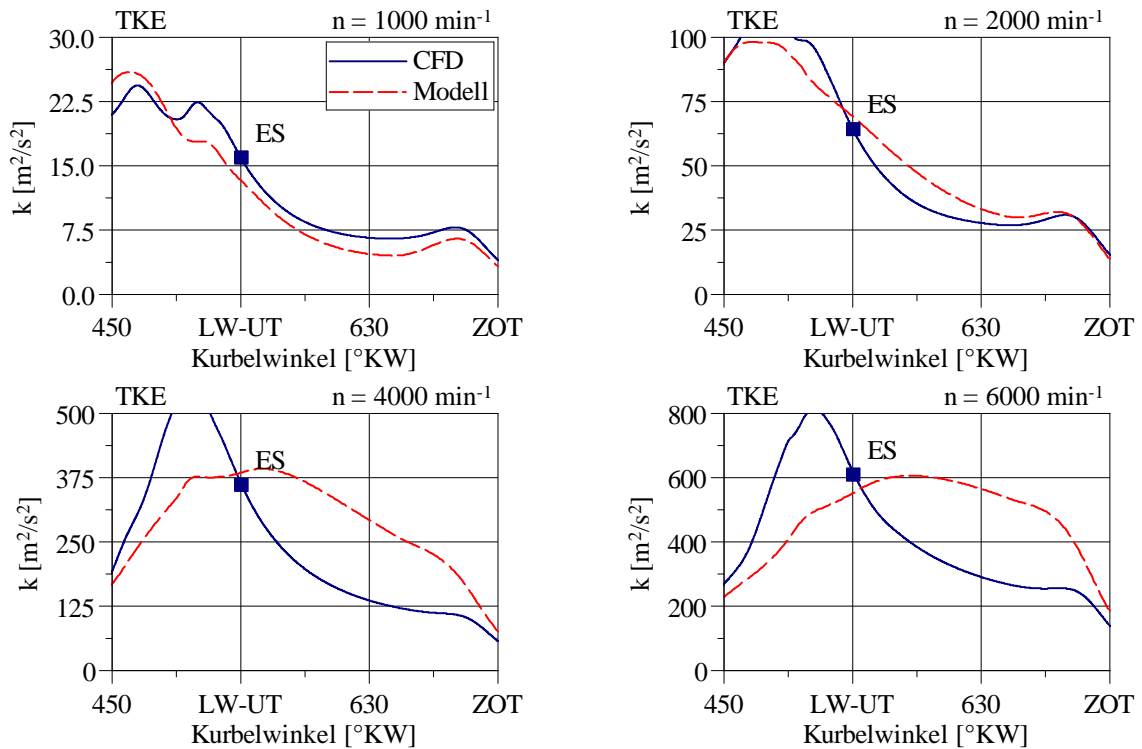 TKE n = 1000 min-1
30.0
22.5
15.0
7.5
0.0
k [m2/s2]
CFD
Modell
ES
450 LW-UT 630 ZOT
Kurbelwinkel [°KW]
TKE n = 2000 min-1
100
75
50
25
0
k [m2/s2]
ES
450 LW-UT 630 ZOT
Kurbelwinkel [°KW]
TKE n = 4000 min-1
500
375
250
125
0
k [m2/s2]
ES
450 LW-UT 630 ZOT
Kurbelwinkel [°KW]
TKE n = 6000 min-1
800
600
400
200
0
k [m2/s2]
ES
450 LW-UT 630 ZOT
Kurbelwinkel [°KW]